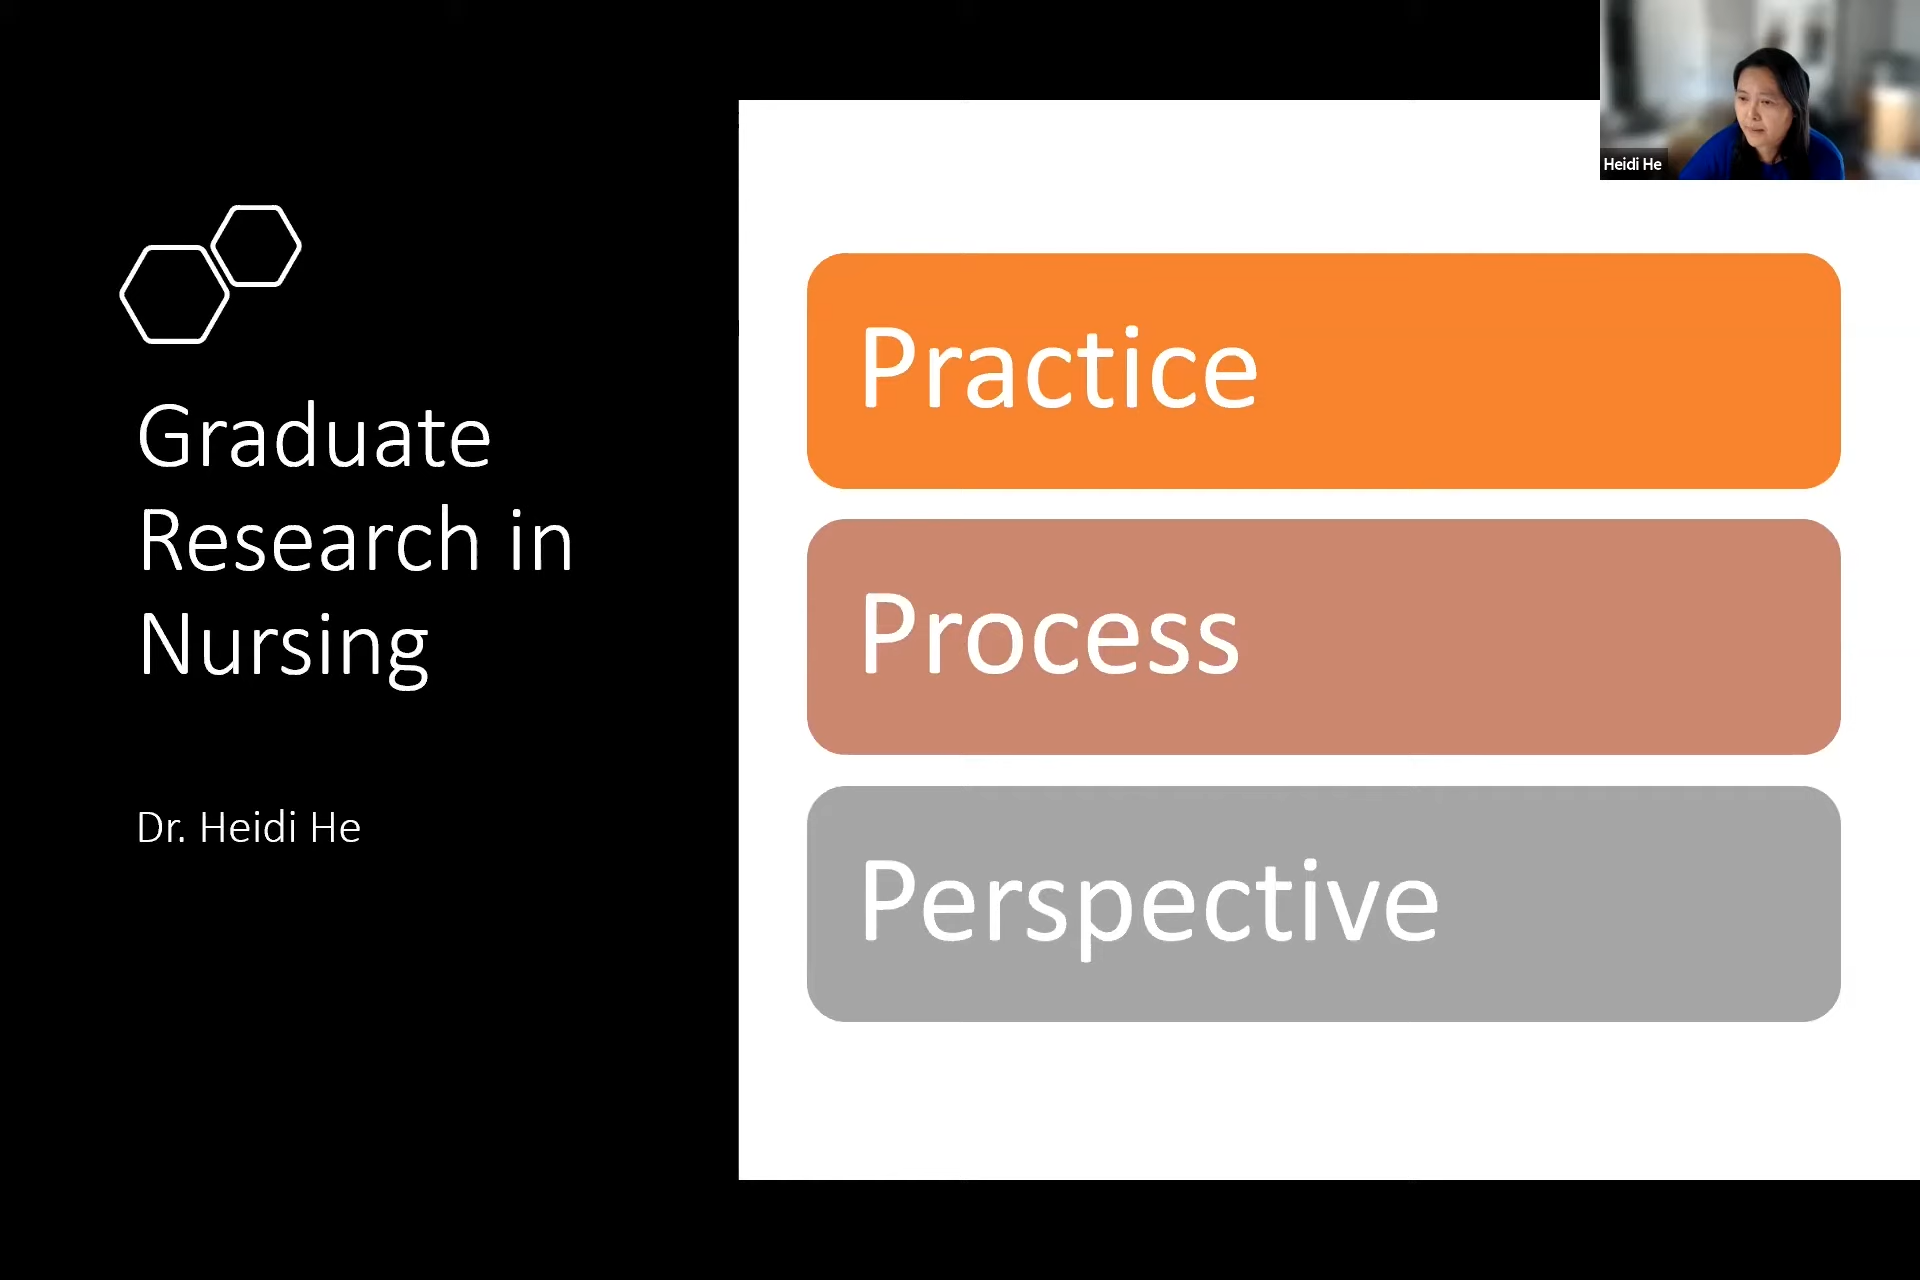 Graduate
Research in
Nursing
Dr. Heidi He
Practice
Process
Perspective
Heidi He